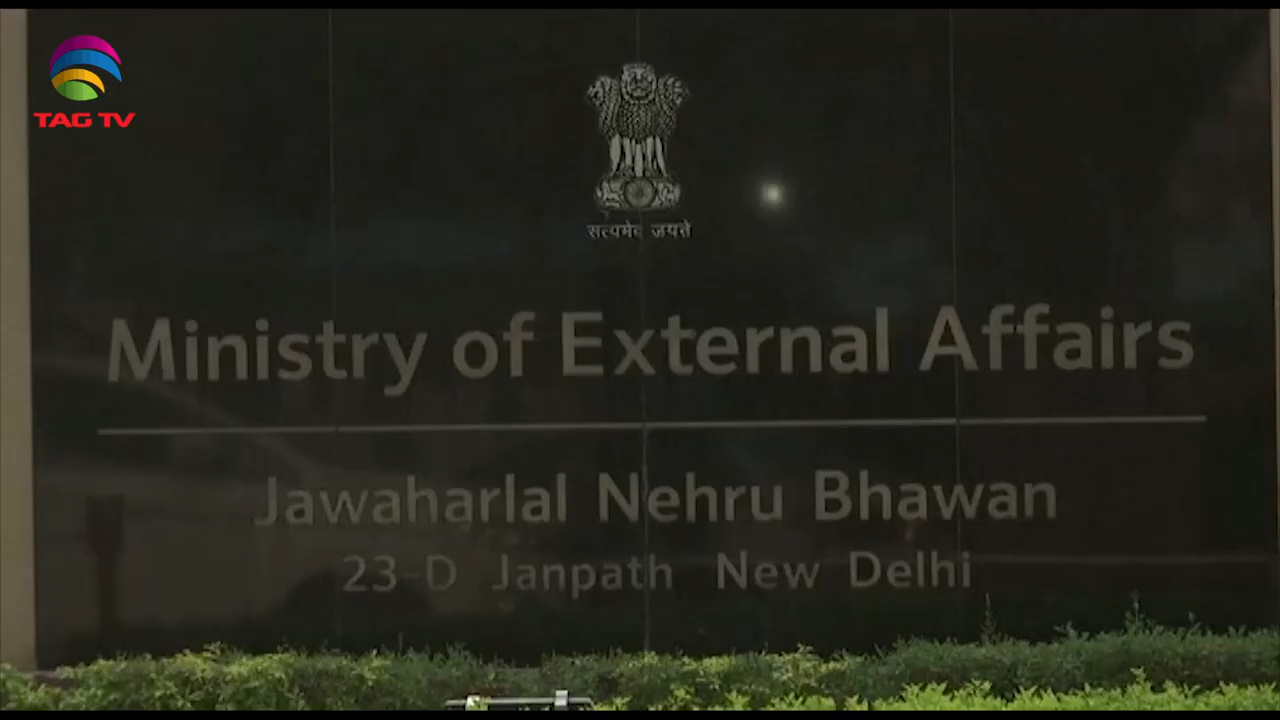 TAG TV
सत्यमेव जयते
Ministry of External Affairs
Jawaharlal Nehru Bhawan
23-D Janpath New Delhi